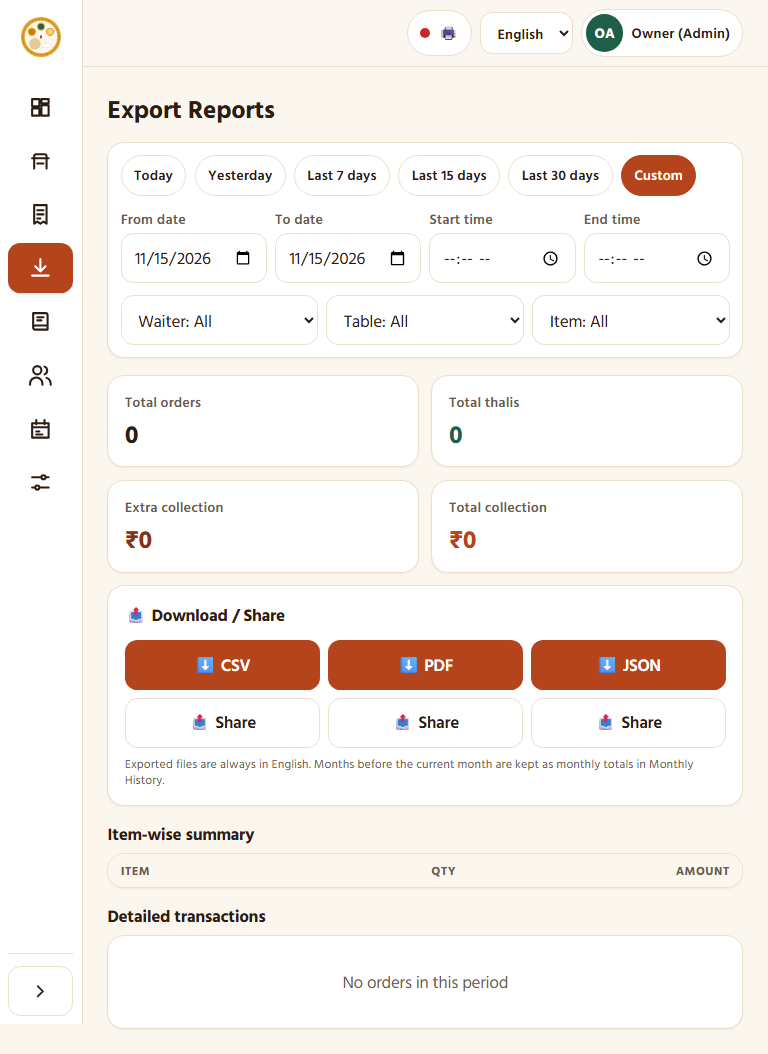 English
OA
Owner (Admin)
Export Reports
Today
Yesterday
Last 7 days
Last 15 days
Last 30 days
Custom
From date
To date
Start time
End time
11/15/2026
11/15/2026
--:-- --
--:-- --
Waiter: All
Table: All
Item: All
Total orders
0
Total thalis
0
Extra collection
₹0
Total collection
₹0
Download / Share
CSV
PDF
JSON
Share
Share
Share
Exported files are always in English. Months before the current month are kept as monthly totals in Monthly
History.
Item-wise summary
ITEM
QTY
AMOUNT
Detailed transactions
No orders in this period